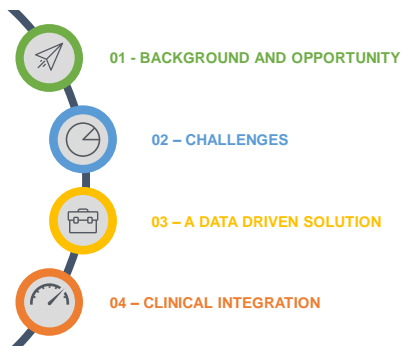 01 - BACKGROUND AND OPPORTUNITY
02 – CHALLENGES
03 – A DATA DRIVEN SOLUTION
04 – CLINICAL INTEGRATION